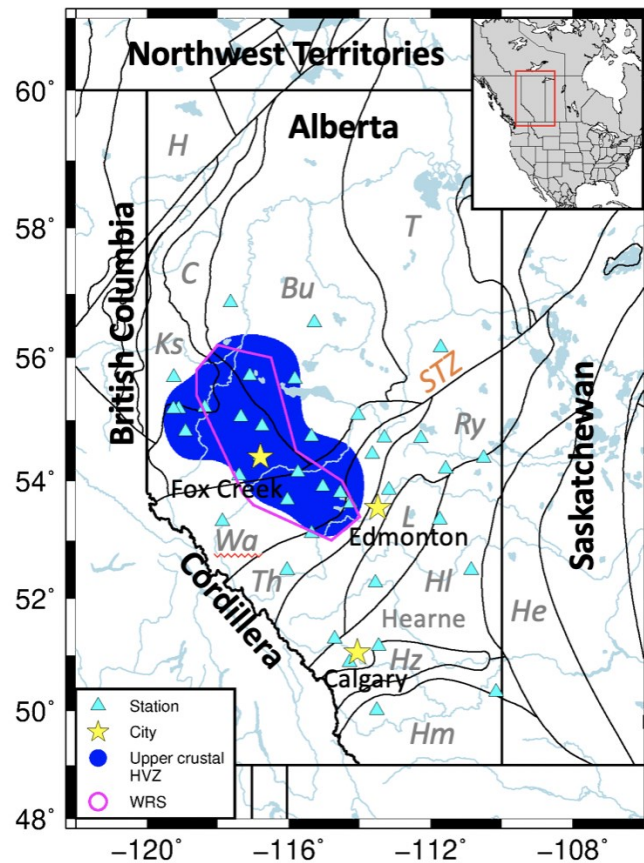 Northwest Territories
60°
Alberta
H
58°
T
C
Bu
British Columbia
Ks
56°
STZ
Saskatchewan
Ry
54°
Fox Creek
L
Edmonton
Wa
Cordillera
Th
Hl
52°
Hearne
He
Hz
Calgary
50°
Hm
Station
City
Upper crustal
HVZ
WRS
48°
−120° −116° −112° −108°